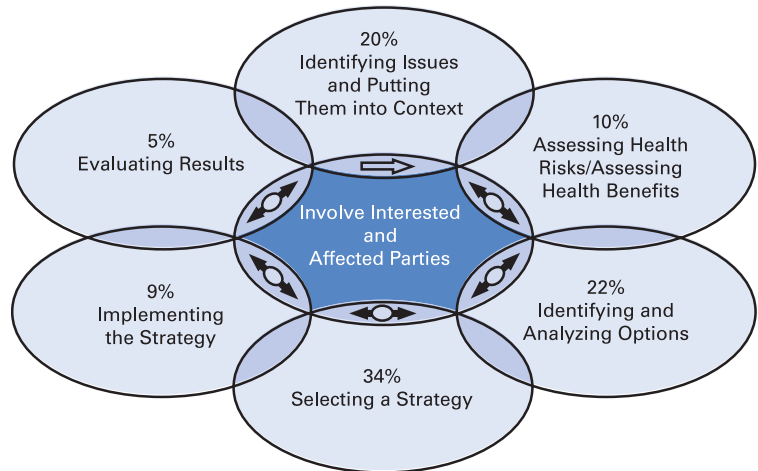 20%
Identifying Issues
and Putting
Them into Context
10%
Assessing Health
Risks/Assessing
Health Benefits
22%
Identifying and
Analyzing Options
34%
Selecting a Strategy
9%
Implementing
the Strategy
5%
Evaluating Results
Involve Interested
and
Affected Parties